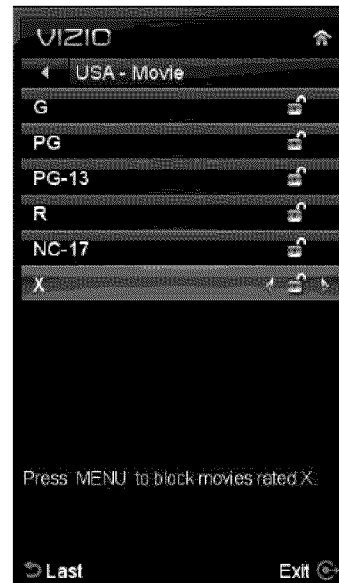 VIZIO
USA - Movie
G
PG
PG-13
R
NC-17
X
Press MENU to block movies rated X.
Last Exit